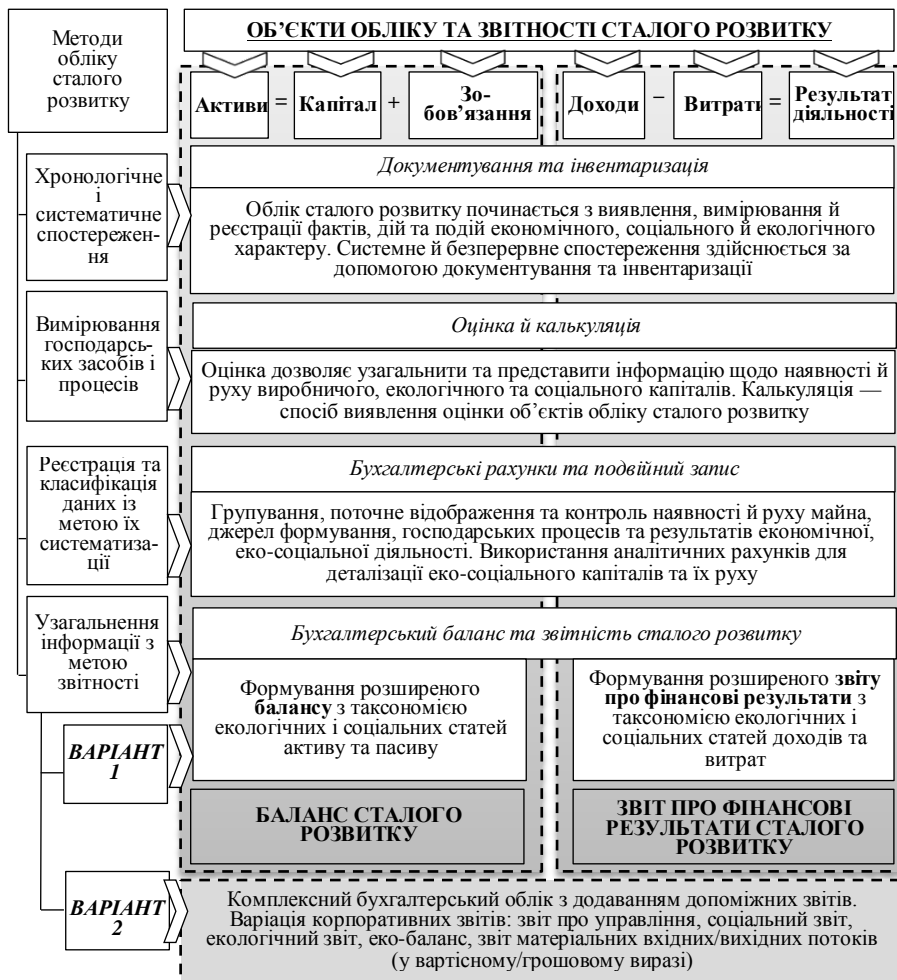 Методи
обліку
сталого
розвитку
ОБ’ЄКТИ ОБЛІКУ ТА ЗВІТНОСТІ СТАЛОГО РОЗВИТКУ
Активи = Капітал + Зо-
бов’язання
Доходи – Витрати = Результат
діяльності
Хронологічне
і
систематичне
спостережен-
ня
Документування та інвентаризація
Облік сталого розвитку починається з виявлення, вимірювання й
реєстрації фактів, дій та подій економічного, соціального й екологічного
характеру. Системне й безперервне спостереження здійснюється за
допомогою документування та інвентаризації
Вимірювання
господарсь-
ких засобів і
процесів
Оцінка й калькуляція
Оцінка дозволяє узагальнити та представити інформацію щодо наявності й
руху виробничого, екологічного та соціального капіталів. Калькуляція —
спосіб виявлення оцінки об’єктів обліку сталого розвитку
Реєстрація та
класифікація
даних із
метою їх
систематиза-
ції
Бухгалтерські рахунки та подвійний запис
Групування, поточне відображення та контроль наявності й руху майна,
джерел формування, господарських процесів та результатів економічної,
еко-соціальної діяльності. Використання аналітичних рахунків для
деталізації еко-соціального капіталів та їх руху
Узагальнення
інформації з
метою
звітності
Бухгалтерський баланс та звітність сталого розвитку
ВАРІАНТ
1
Формування розширеного
балансу з таксономією
екологічних і соціальних статей
активу та пасиву
Формування розширеного звіту
про фінансові результати з
таксономією екологічних і
соціальних статей доходів та
витрат
БАЛАНС СТАЛОГО
РОЗВИТКУ
ЗВІТ ПРО ФІНАНСОВІ
РЕЗУЛЬТАТИ СТАЛОГО
РОЗВИТКУ
ВАРІАНТ
2
Комплексний бухгалтерський облік з додаванням допоміжних звітів.
Варіація корпоративних звітів: звіт про управління, соціальний звіт,
екологічний звіт, еко-баланс, звіт матеріальних вхідних/вихідних потоків
(у вартісному/грошовому виразі)